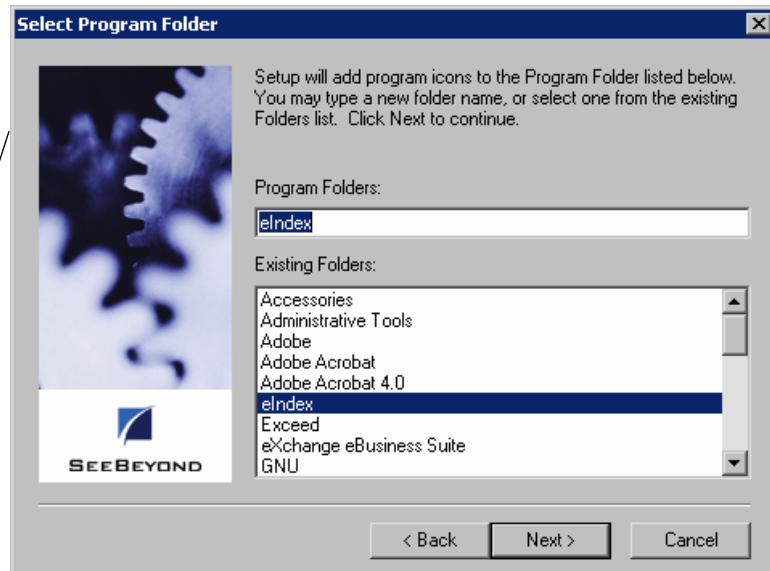 Select Program Folder
Setup will add program icons to the Program Folder listed below.
You may type a new folder name, or select one from the existing
Folders list. Click Next to continue.
Program Folders:
eIndex
Existing Folders:
Accessories
Administrative Tools
Adobe
Adobe Acrobat
Adobe Acrobat 4.0
eIndex
Exceed
eXchange eBusiness Suite
GNU
SEEBEYOND
< Back
Next >
Cancel